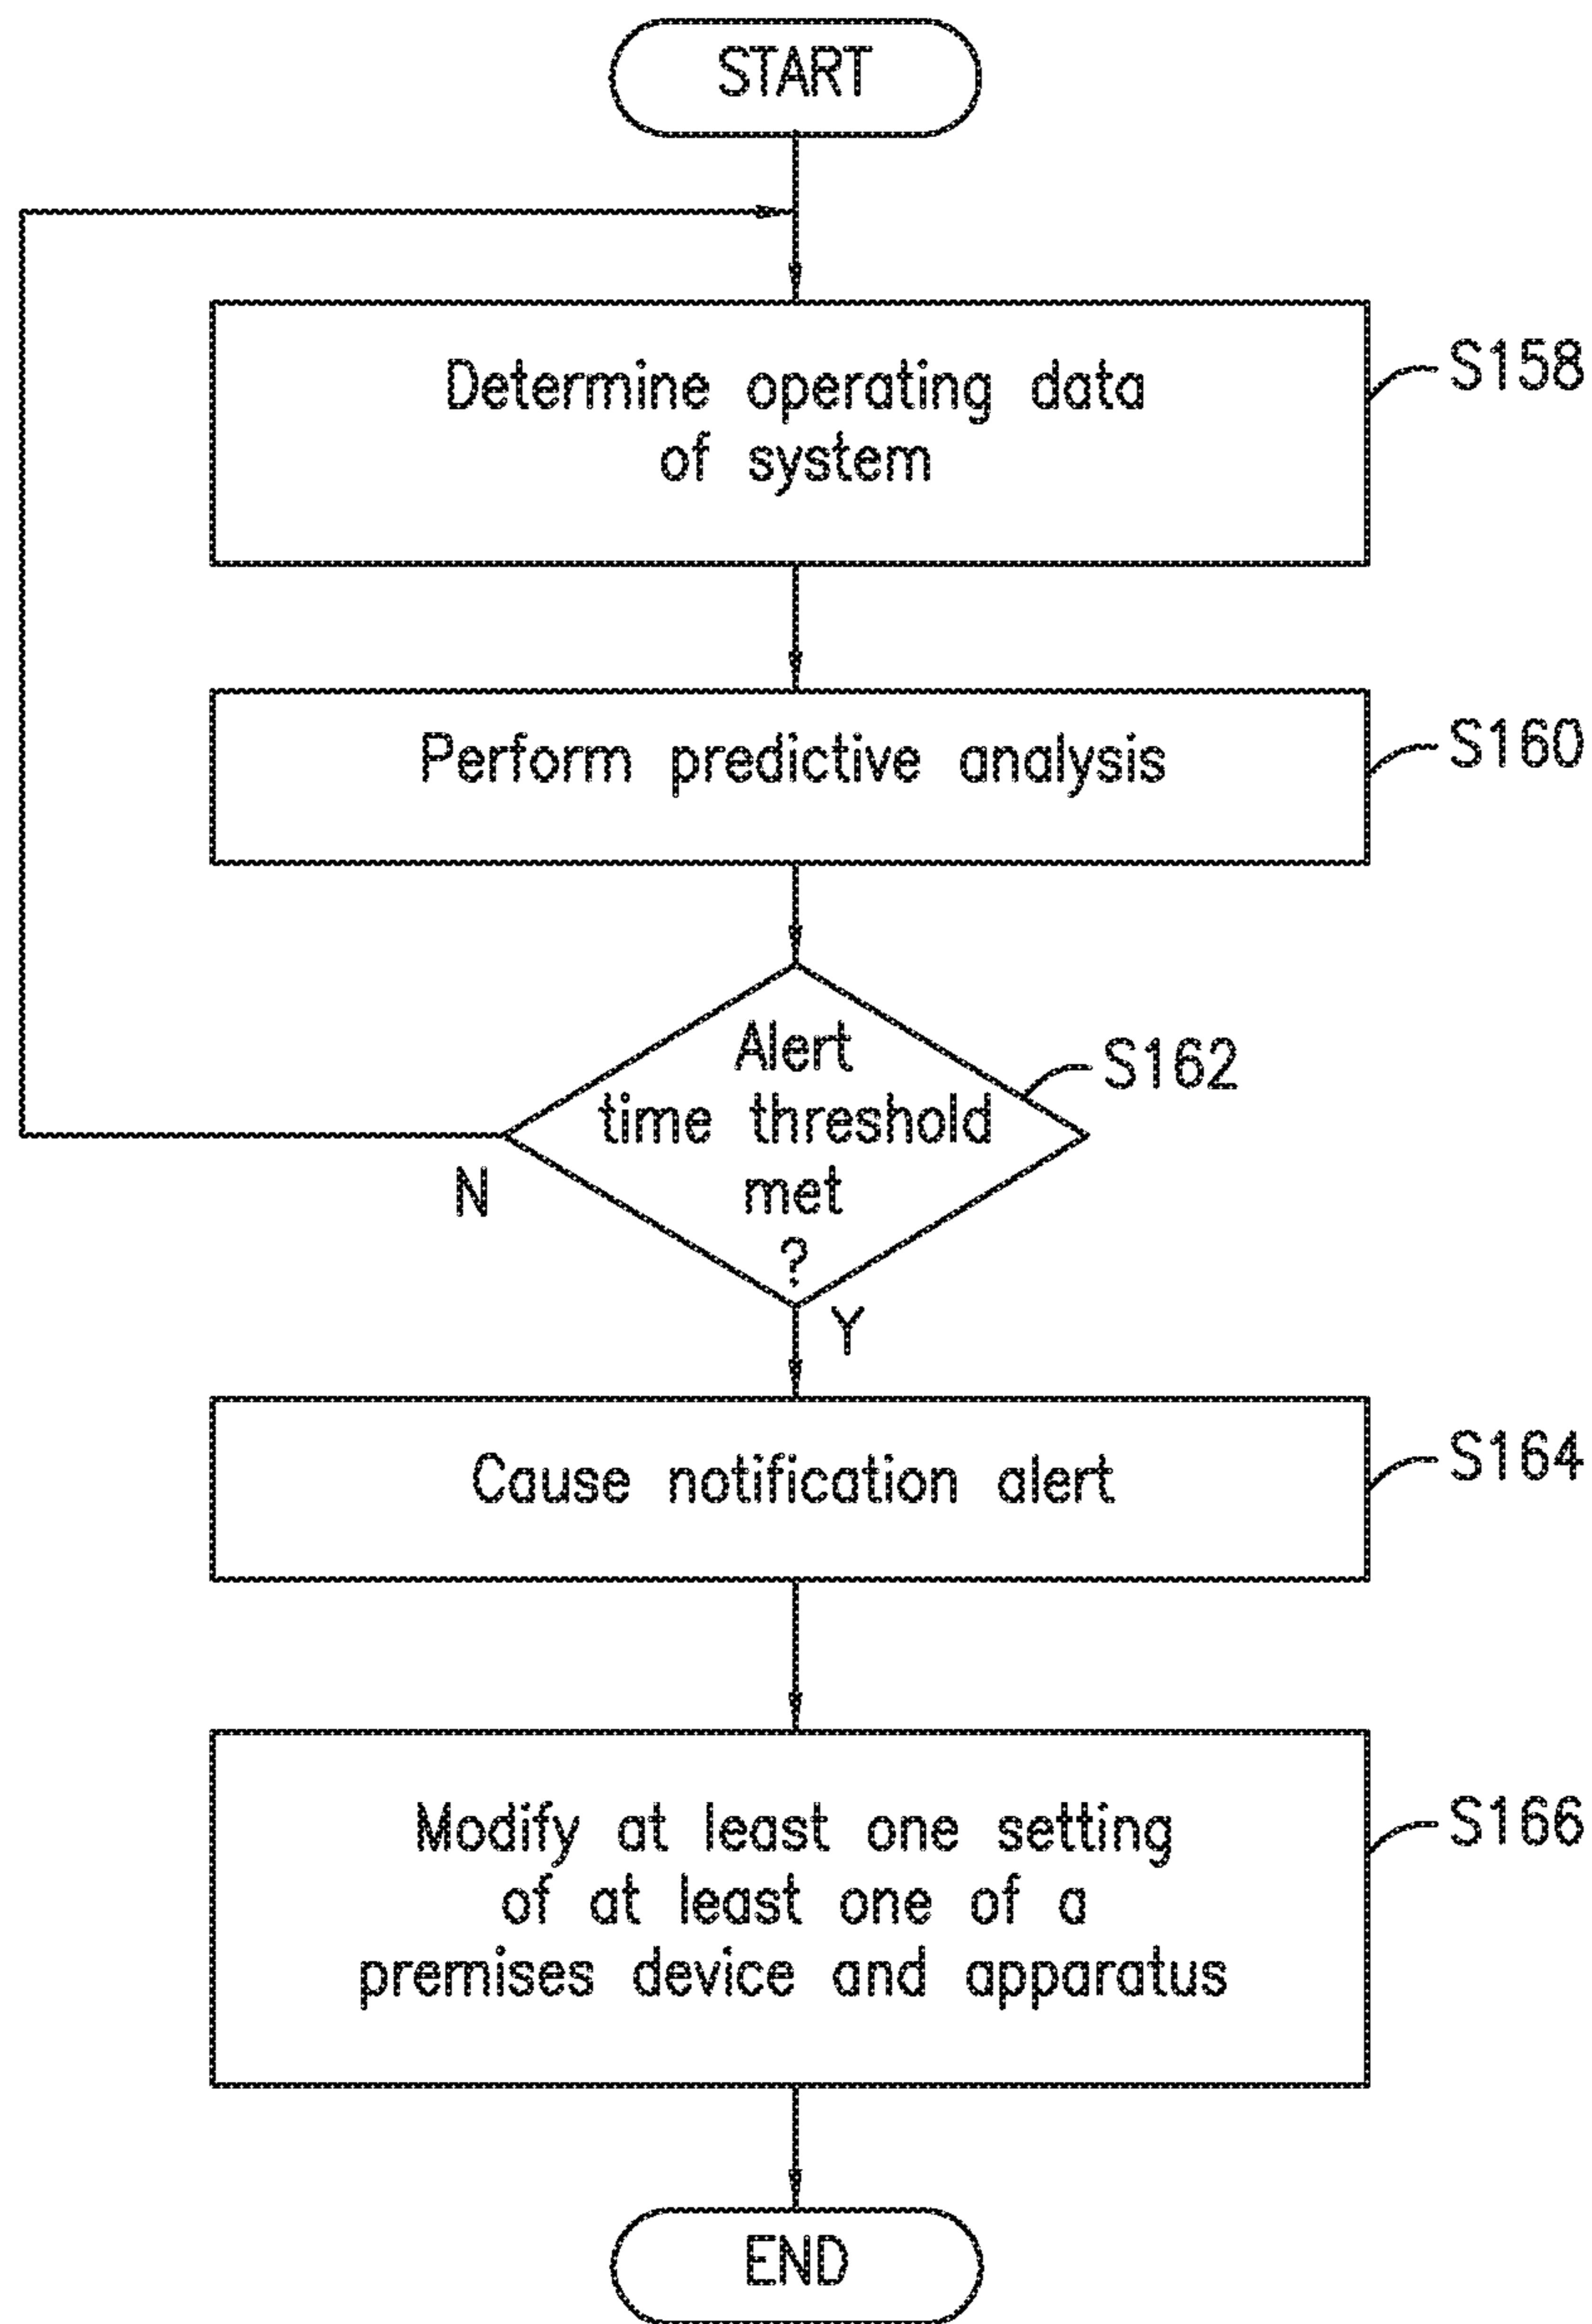 START
Determine operating data
of system
S158
Perform predictive analysis
S160
Alert
time threshold
met
?
S162
N
Y
Cause notification alert
S164
Modify at least one setting
of at least one of a
premises device and apparatus
S166
END